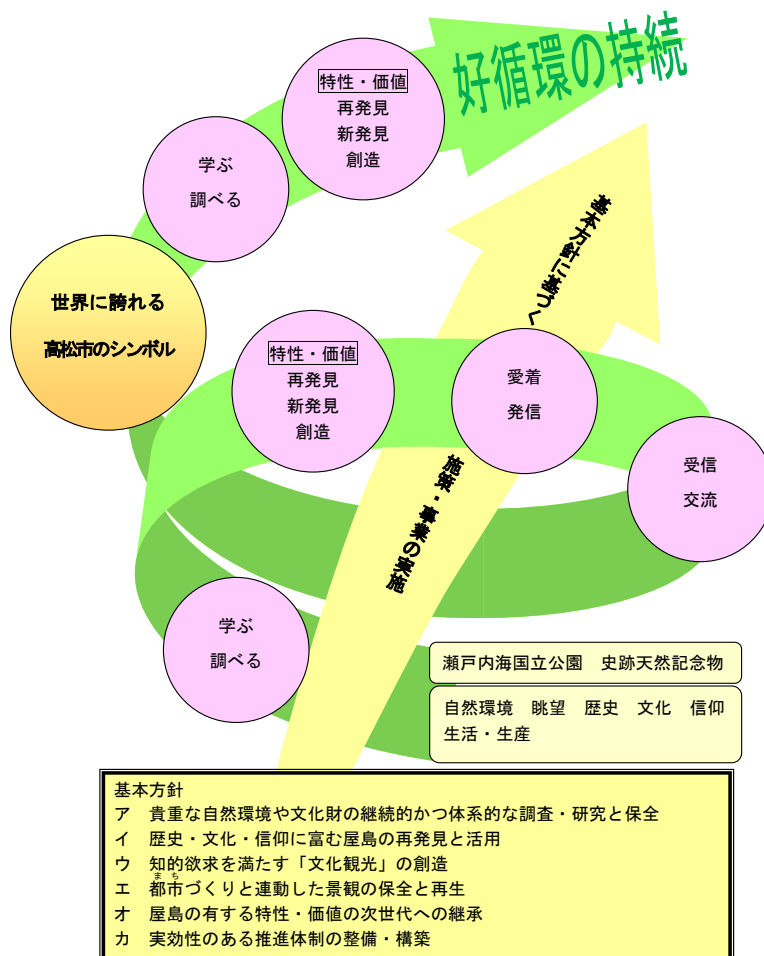 好循環の持続
特性・価値
再発見
新発見
創造
学ぶ
調べる
世界に誇れる
高松市のシンボル
基本方針に基づく
施策・事業の実施
特性・価値
再発見
新発見
創造
愛着
発信
受信
交流
学ぶ
調べる
瀬戸内海国立公園　史跡天然記念物
自然環境　眺望　歴史　文化　信仰
生活・生産
基本方針
ア　貴重な自然環境や文化財の継続的かつ体系的な調査・研究と保全
イ　歴史・文化・信仰に富む屋島の再発見と活用
ウ　知的欲求を満たす「文化観光」の創造
まち
エ　都市づくりと連動した景観の保全と再生
オ　屋島の有する特性・価値の次世代への継承
カ　実効性のある推進体制の整備・構築